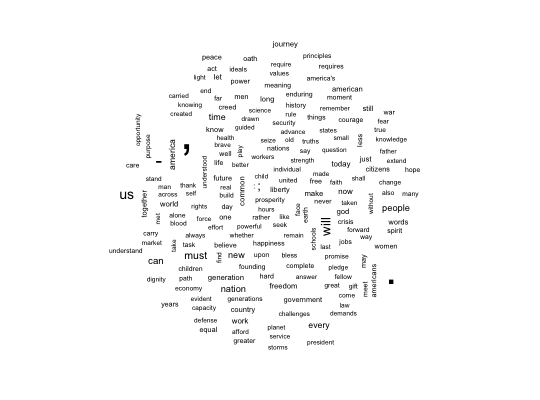 journey
peace oath principles
act ideals require requires
light let power values america's
end meaning american
carried far men long enduring moment
knowing creed history remember still war
created time science rule things courage fear
opportunity drawn security true
know guided advance states small less knowledge
purpose health seize old truths
- america , brave play nations say question father
understood well workers today just extend
care life better strength citizens hope
individual made
stand future child united free faith shall change
man thank real common : ; liberty make now also many
us across self build never
together world rights prosperity face earth taken without people
day hours god
met alone force one rather like will crisis words
blood effort powerful seek forward spirit
carry always whether remain schools way
market take task believe happiness last jobs women
understand must find new upon bless promise may
can children founding complete pledge meet americans .
dignity path generation hard answer fellow
economy nation freedom great gift
years evident generations government come
capacity country law
defense work challenges demands
equal afford planet every
greater service president
storms